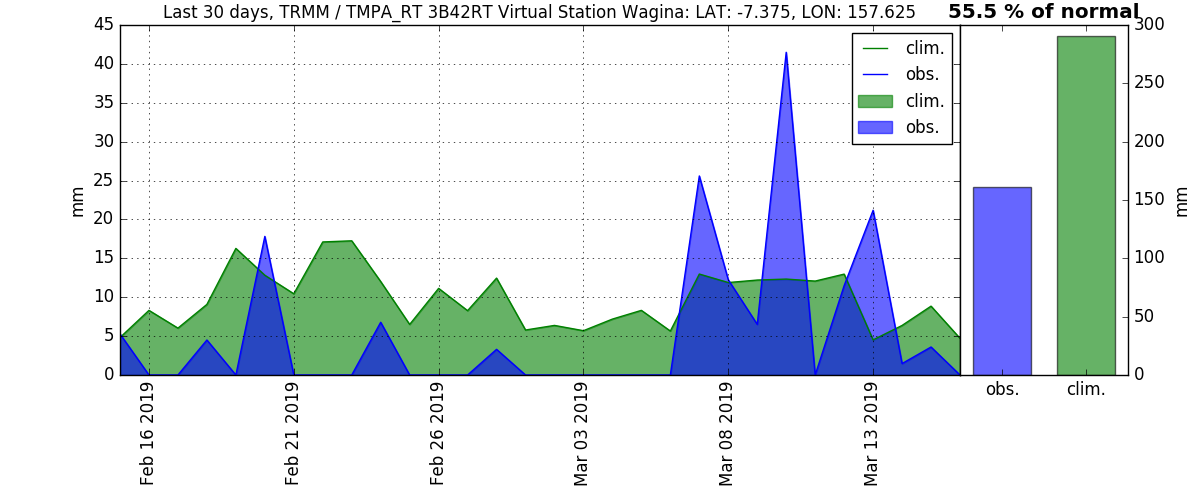 Last 30 days, TRMM / TMPA_RT 3B42RT Virtual Station Wagina: LAT: -7.375, LON: 157.625
55.5 % of normal
45
40
35
30
25
20
15
10
5
0
mm
clim.
obs.
clim.
obs.
300
250
200
150
100
50
0
mm
obs.
clim.
Feb 16 2019
Feb 21 2019
Feb 26 2019
Mar 03 2019
Mar 08 2019
Mar 13 2019